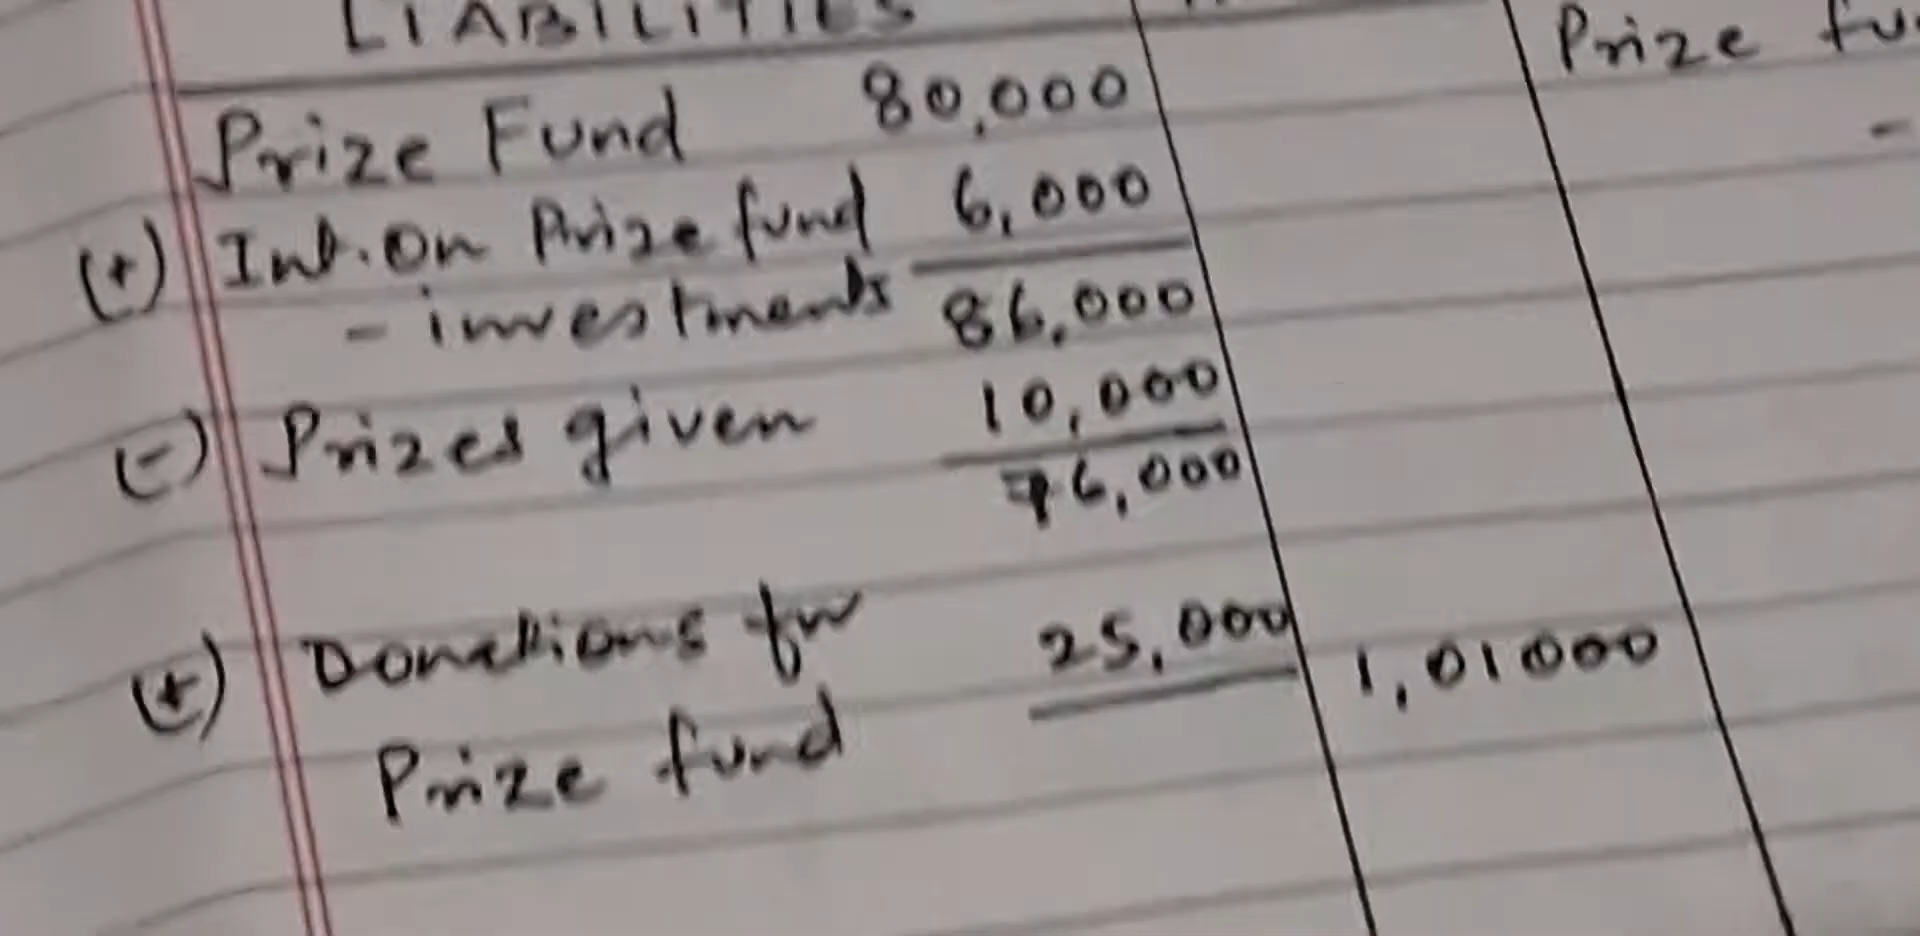 LIABILITIES
Prize Fund 80,000
(+) Int. On Prize fund 6,000
- investments 86,000
(-) Prizes given 10,000
76,000
(+) Donations for 25,000 1,01000
Prize fund
Prize
-